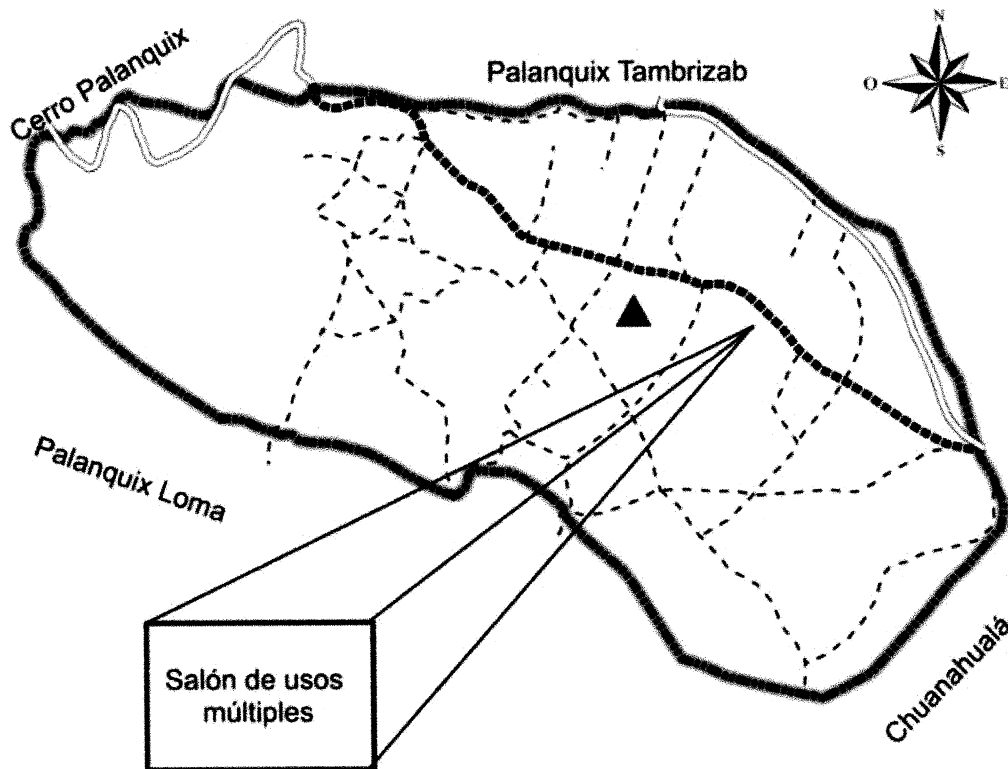 Cerro Palanquix
Palanquix Tambrizab
N
O
E
S
Palanquix Loma
Chuanahualá
Salón de usos
múltiples